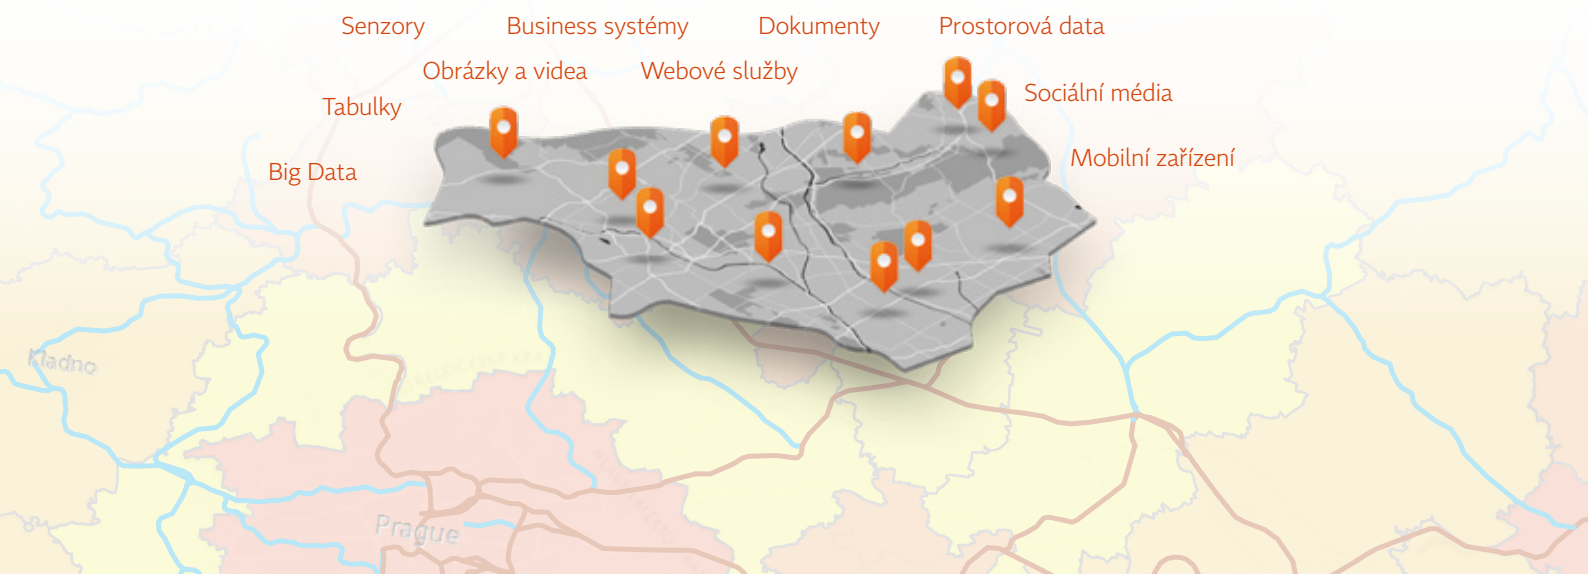 Senzory Business systémy Dokumenty Prostorová data
Obrázky a videa Webové služby
Sociální média
Tabulky
Mobilní zařízení
Big Data
Kladno
Prague